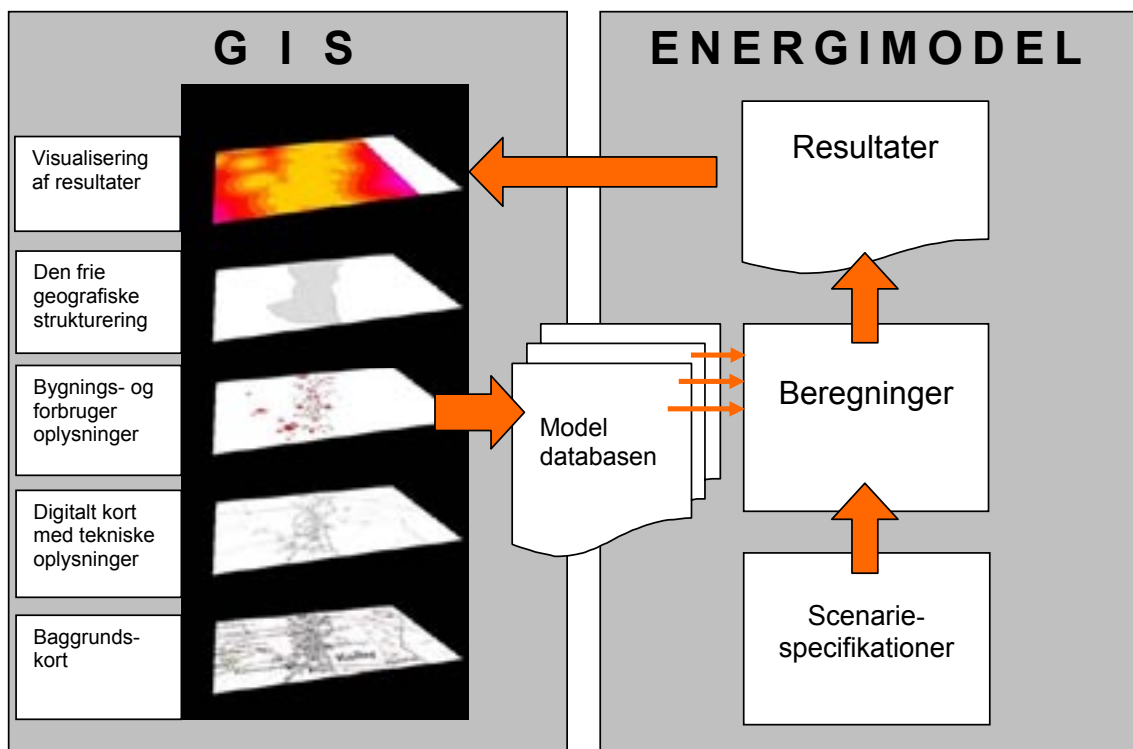 G I S
Visualisering
af resultater
Den frie
geografiske
strukturering
Bygnings- og
forbruger
oplysninger
Digitalt kort
med tekniske
oplysninger
Baggrunds-
kort
ENERGIMODEL
Resultater
Beregninger
Model
databasen
Scenarie-
specifikationer